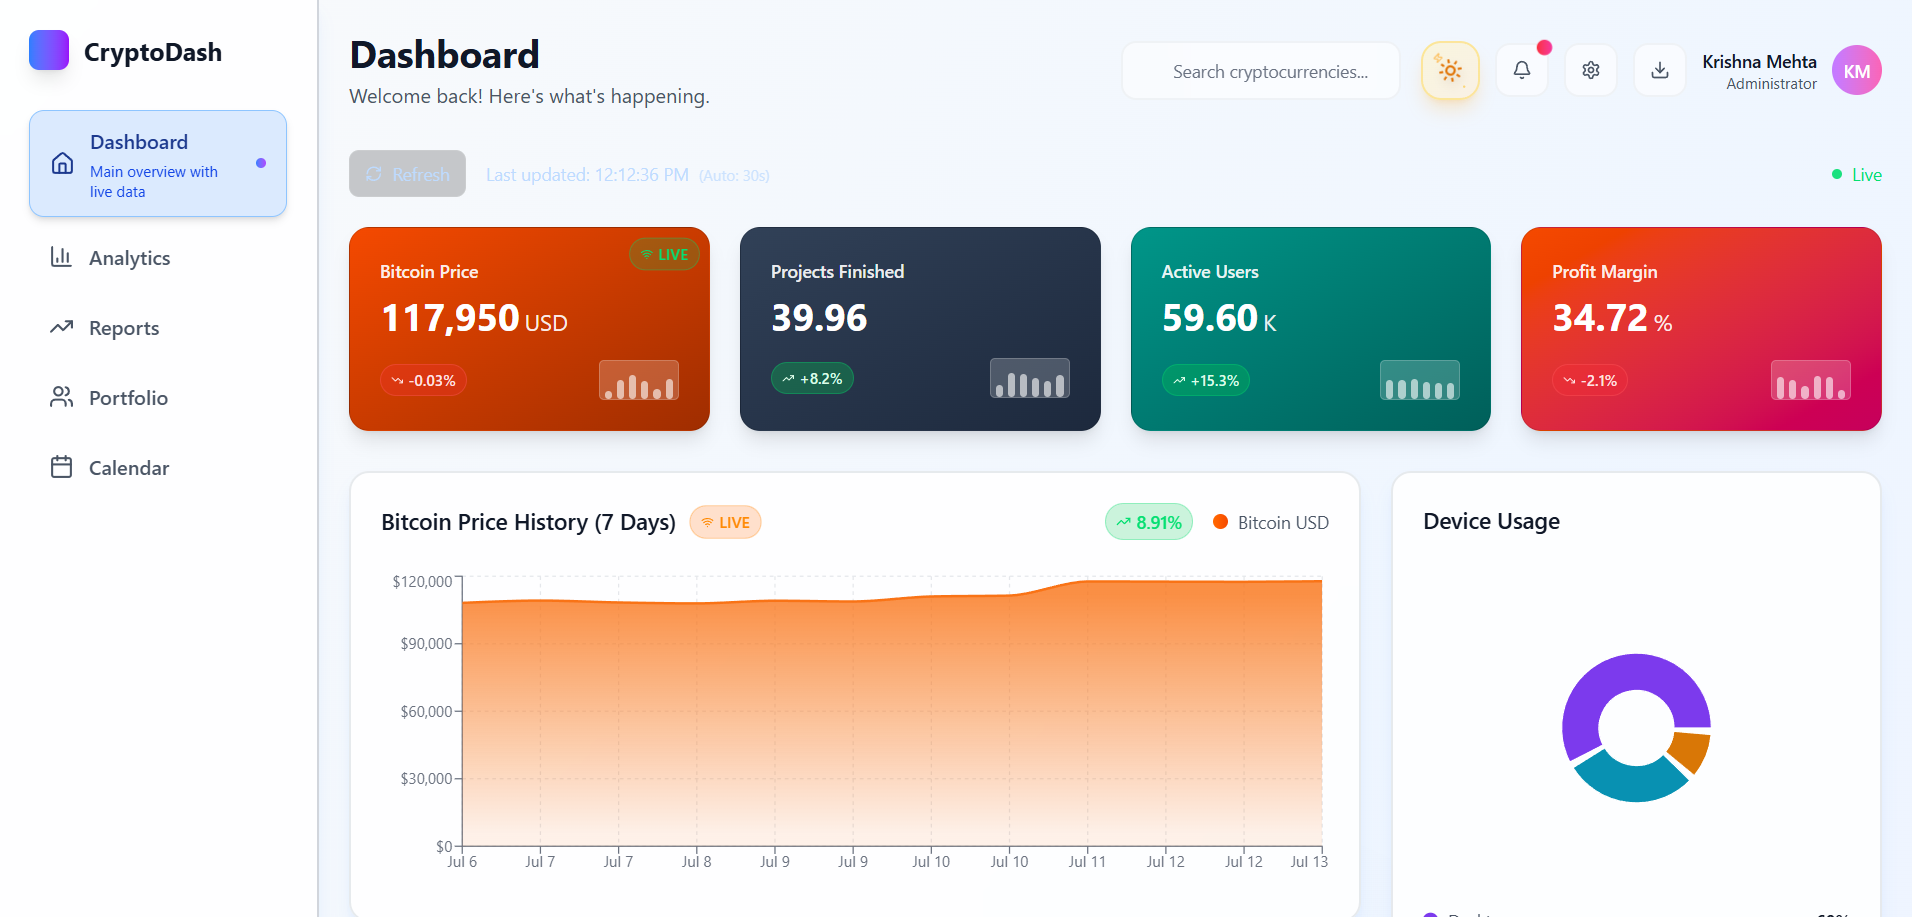 CryptoDash
Dashboard
Main overview with
live data
Analytics
Reports
Portfolio
Calendar
Dashboard
Welcome back! Here's what's happening.
Search cryptocurrencies...
Krishna Mehta
Administrator
KM
Refresh
Last updated: 12:12:36 PM (Auto: 30s)
Live
Bitcoin Price
LIVE
117,950 USD
-0.03%
Projects Finished
39.96
+8.2%
Active Users
59.60 K
+15.3%
Profit Margin
34.72 %
-2.1%
Bitcoin Price History (7 Days)
LIVE
8.91%
Bitcoin USD
$120,000
$90,000
$60,000
$30,000
$0
Jul 6
Jul 7
Jul 7
Jul 8
Jul 9
Jul 9
Jul 10
Jul 10
Jul 11
Jul 12
Jul 12
Jul 13
Device Usage